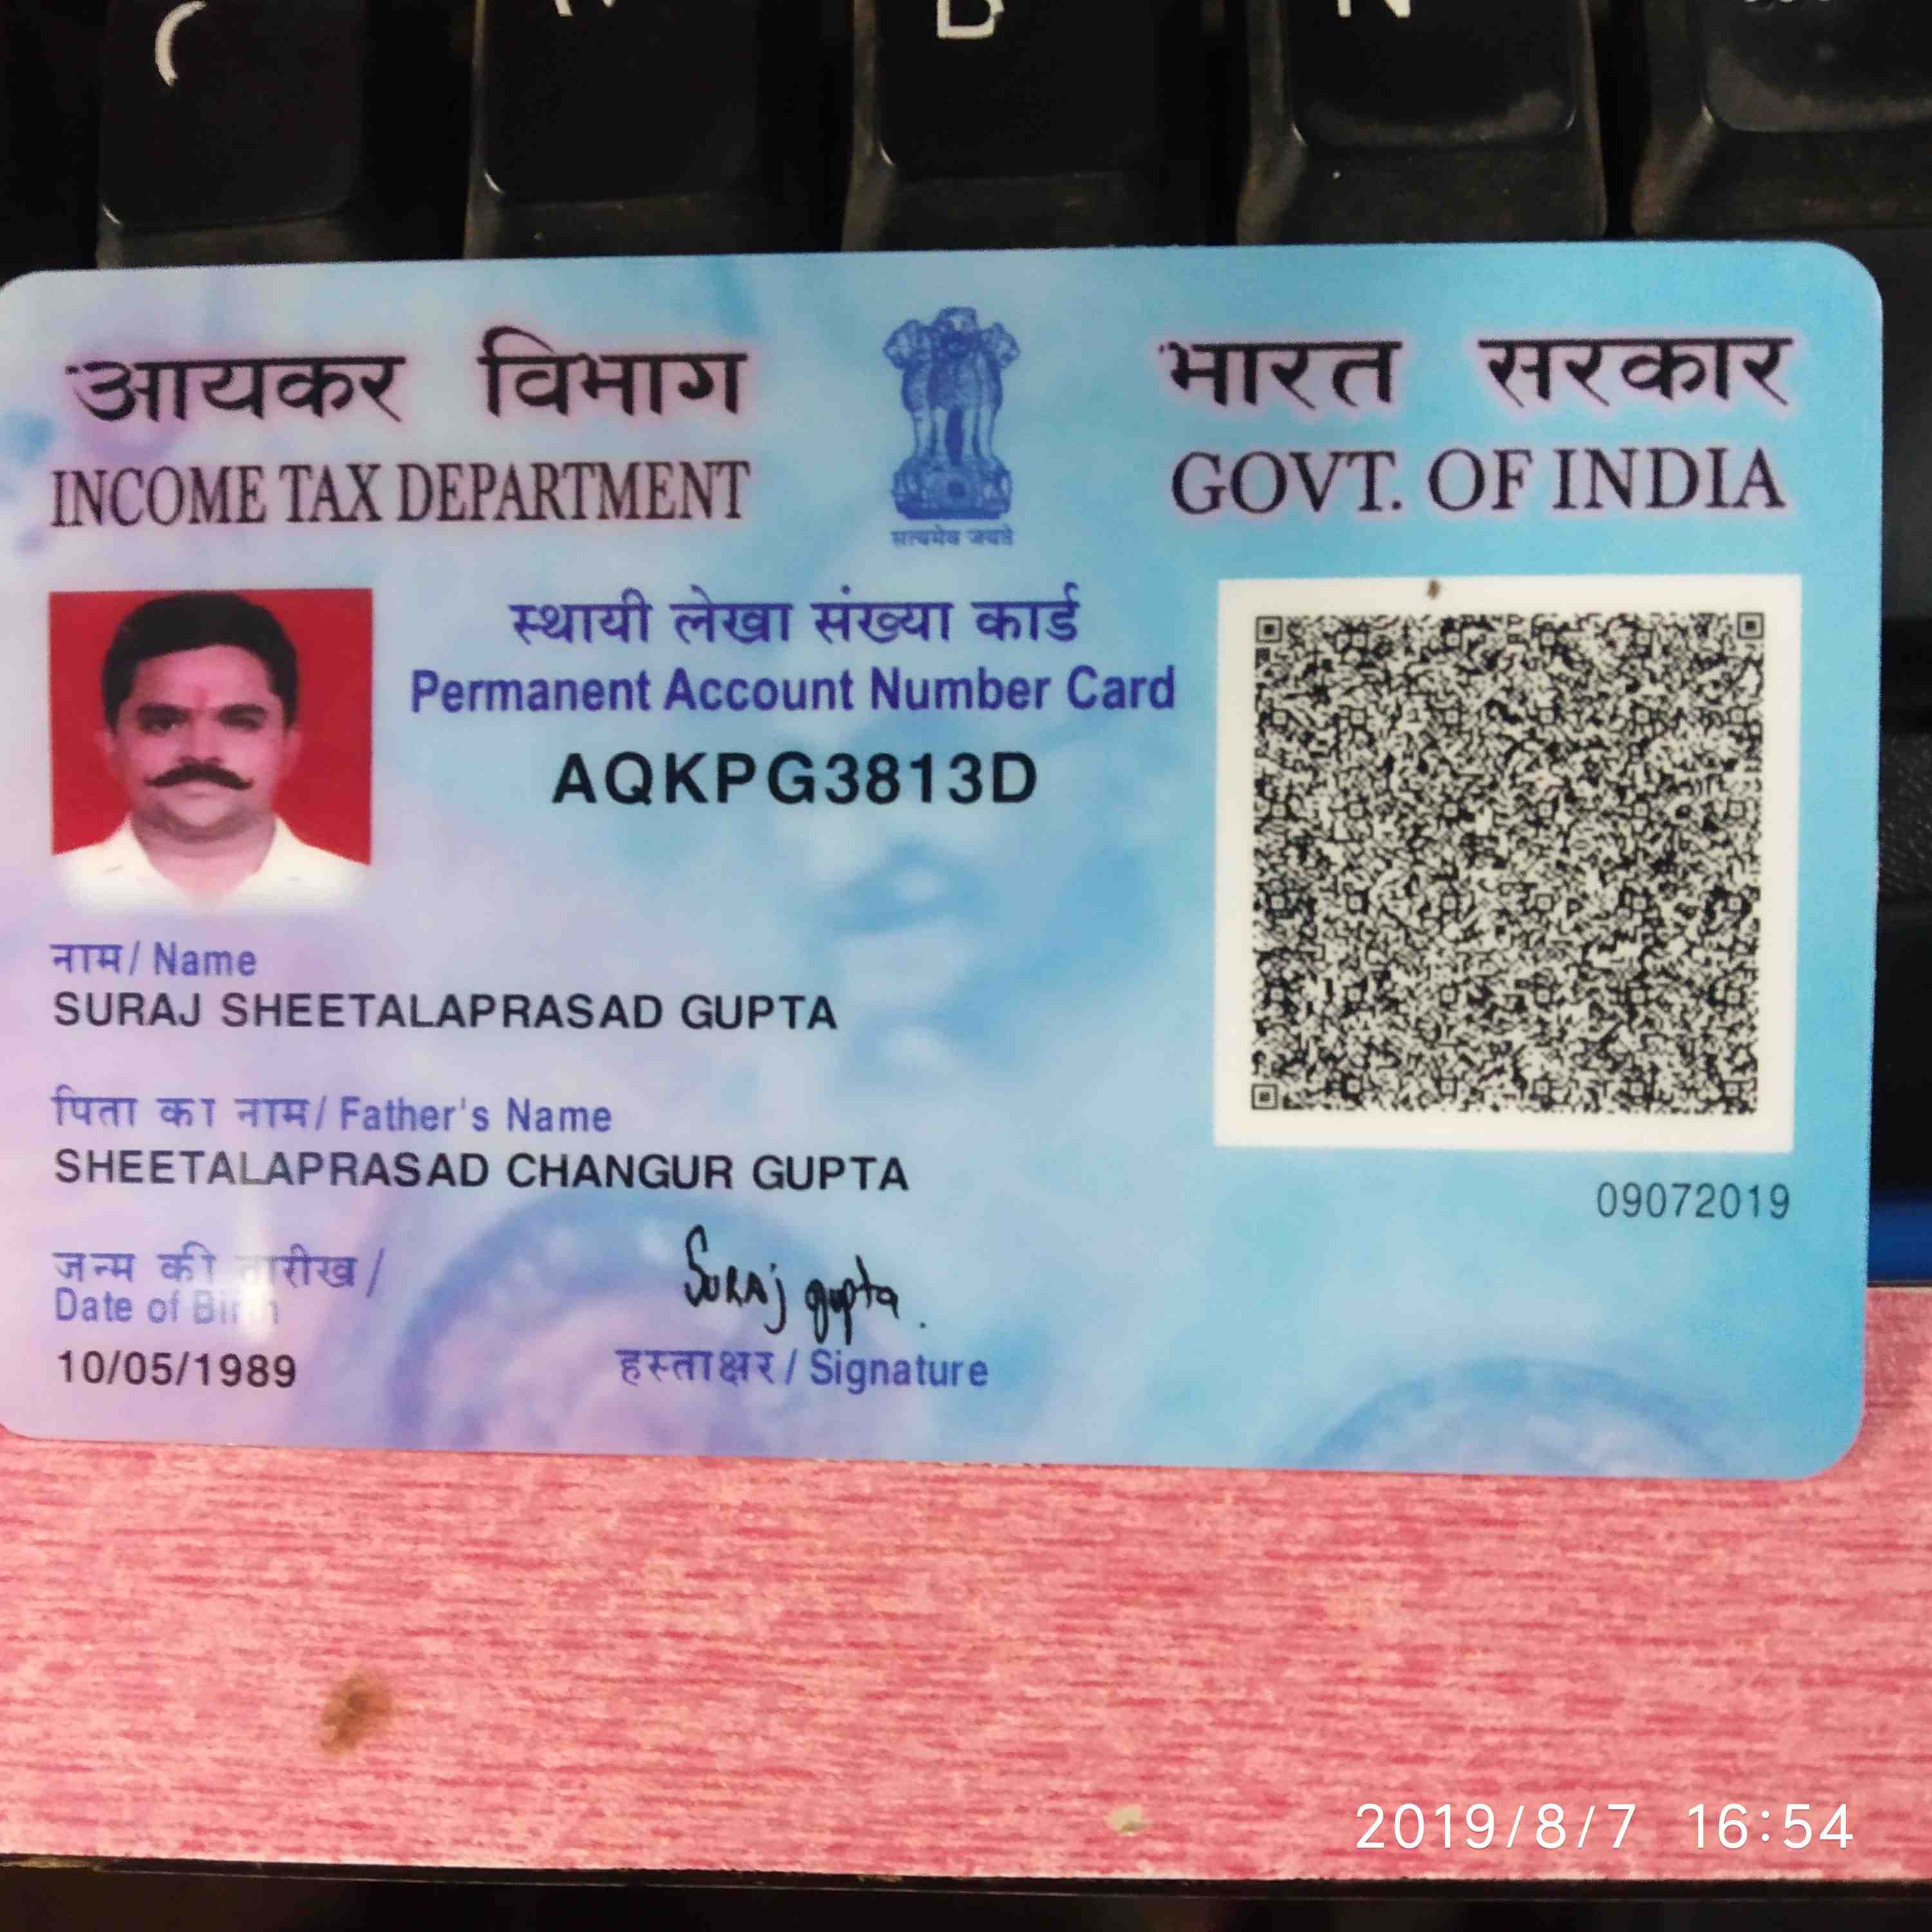 B
N
आयकर विभाग
INCOME TAX DEPARTMENT
सत्यमेव जयते
भारत सरकार
GOVT. OF INDIA
स्थायी लेखा संख्या कार्ड
Permanent Account Number Card
AQKPG3813D
नाम / Name
SURAJ SHEETALAPRASAD GUPTA
पिता का नाम / Father's Name
SHEETALAPRASAD CHANGUR GUPTA
09072019
जन्म की तारीख /
Date of Birth
10/05/1989
Suraj gupta.
हस्ताक्षर / Signature
2019/8/7 16:54